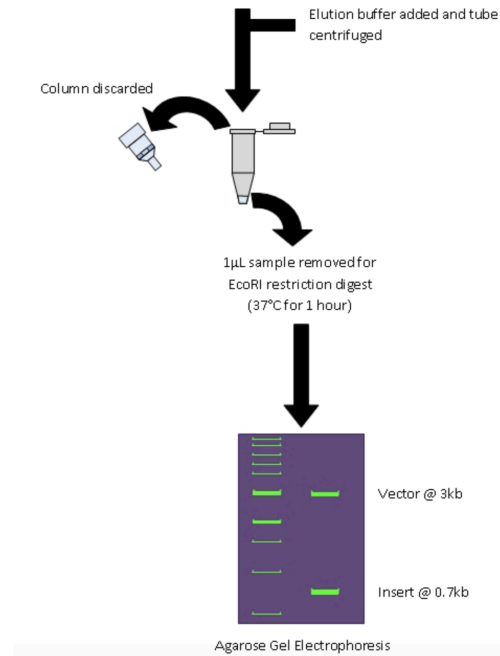 Elution buffer added and tube
centrifuged
Column discarded
1µL sample removed for
EcoRI restriction digest
(37°C for 1 hour)
Vector @ 3kb
Insert @ 0.7kb
Agarose Gel Electrophoresis